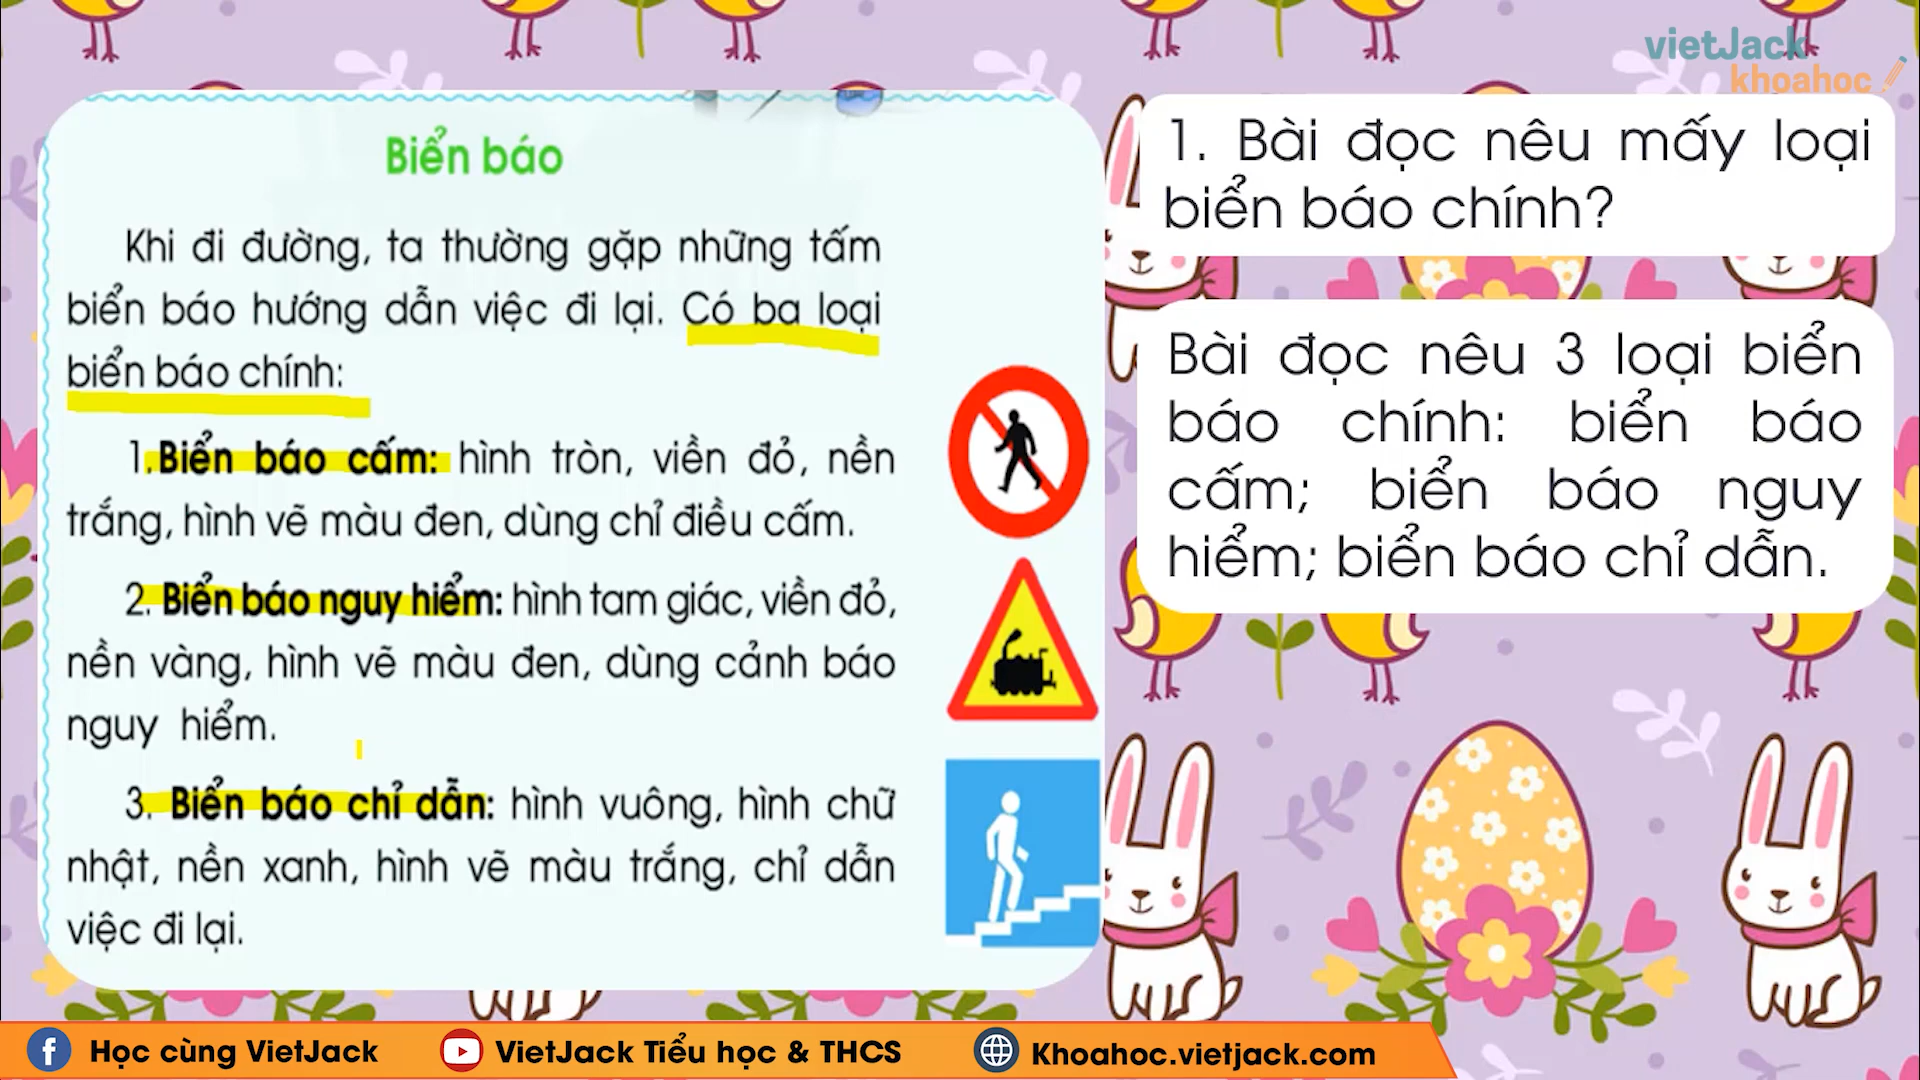 vietJack
khoahoc
Biển báo
Khi đi đường, ta thường gặp những tấm
biển báo hướng dẫn việc đi lại. Có ba loại
biển báo chính:
1. Biển báo cấm: hình tròn, viền đỏ, nền
trắng, hình vẽ màu đen, dùng chỉ điều cấm.
2. Biển báo nguy hiểm: hình tam giác, viền đỏ,
nền vàng, hình vẽ màu đen, dùng cảnh báo
nguy hiểm.
3. Biển báo chỉ dẫn: hình vuông, hình chữ
nhật, nền xanh, hình vẽ màu trắng, chỉ dẫn
việc đi lại.
1. Bài đọc nêu mấy loại
biển báo chính?
Bài đọc nêu 3 loại biển
báo chính: biển báo
cấm; biển báo nguy
hiểm; biển báo chỉ dẫn.
Học cùng VietJack
VietJack Tiểu học & THCS
Khoahoc.vietjack.com